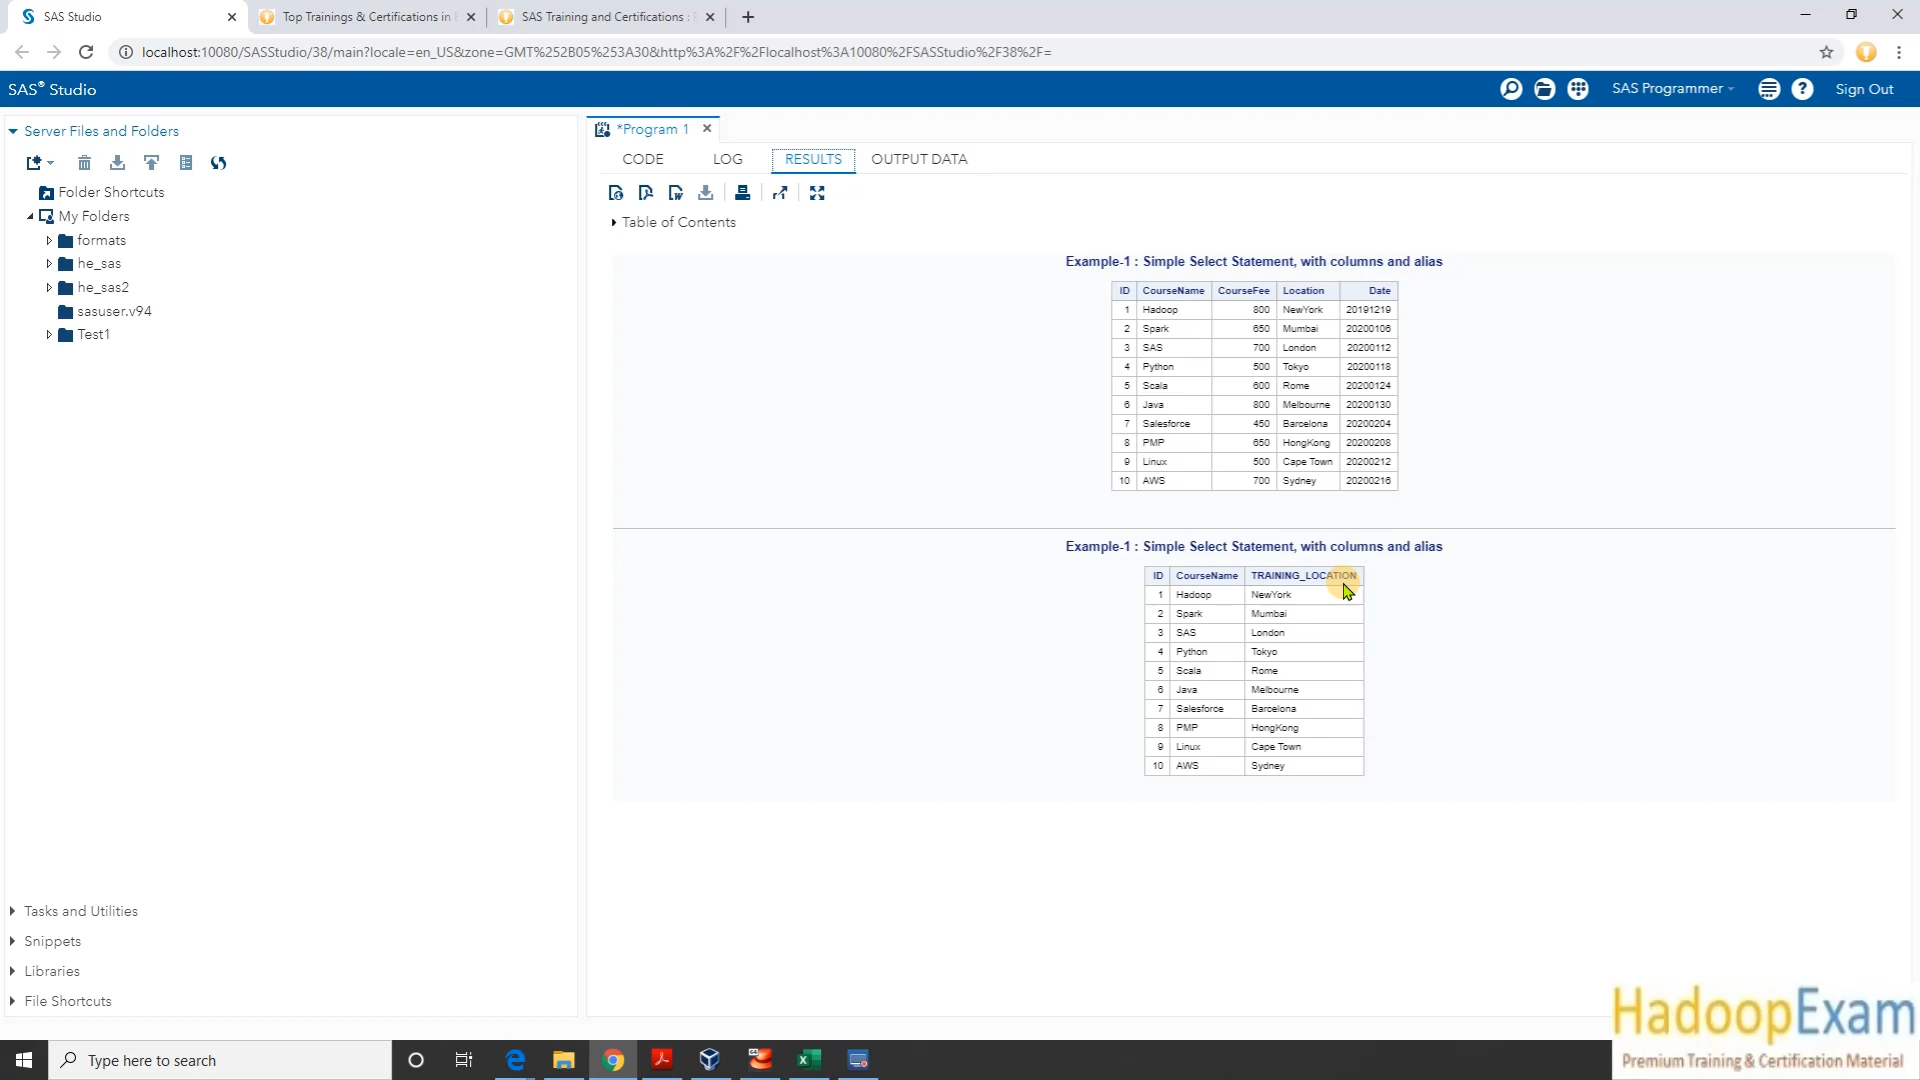 SAS Studio
Top Trainings & Certifications in
SAS Training and Certifications :
localhost:10080/SASStudio/38/main?locale=en_US&zone=GMT%252B05%253A30&http%3A%2F%2Flocalhost%3A10080%2FSASStudio%2F38%2F=
SAS® Studio
SAS Programmer
Sign Out
Server Files and Folders
Folder Shortcuts
My Folders
formats
he_sas
he_sas2
sasuser.v94
Test1
Tasks and Utilities
Snippets
Libraries
File Shortcuts
*Program 1
CODE LOG RESULTS OUTPUT DATA
Table of Contents
Example-1 : Simple Select Statement, with columns and alias
ID CourseName CourseFee Location Date
1 Hadoop 800 NewYork 20191219
2 Spark 650 Mumbai 20200106
3 SAS 700 London 20200112
4 Python 500 Tokyo 20200118
5 Scala 600 Rome 20200124
6 Java 800 Melbourne 20200130
7 Salesforce 450 Barcelona 20200204
8 PMP 650 HongKong 20200208
9 Linux 500 Cape Town 20200212
10 AWS 700 Sydney 20200216
Example-1 : Simple Select Statement, with columns and alias
ID CourseName TRAINING_LOCATION
1 Hadoop NewYork
2 Spark Mumbai
3 SAS London
4 Python Tokyo
5 Scala Rome
6 Java Melbourne
7 Salesforce Barcelona
8 PMP HongKong
9 Linux Cape Town
10 AWS Sydney
HadoopExam
Premium Training & Certification Material
Type here to search